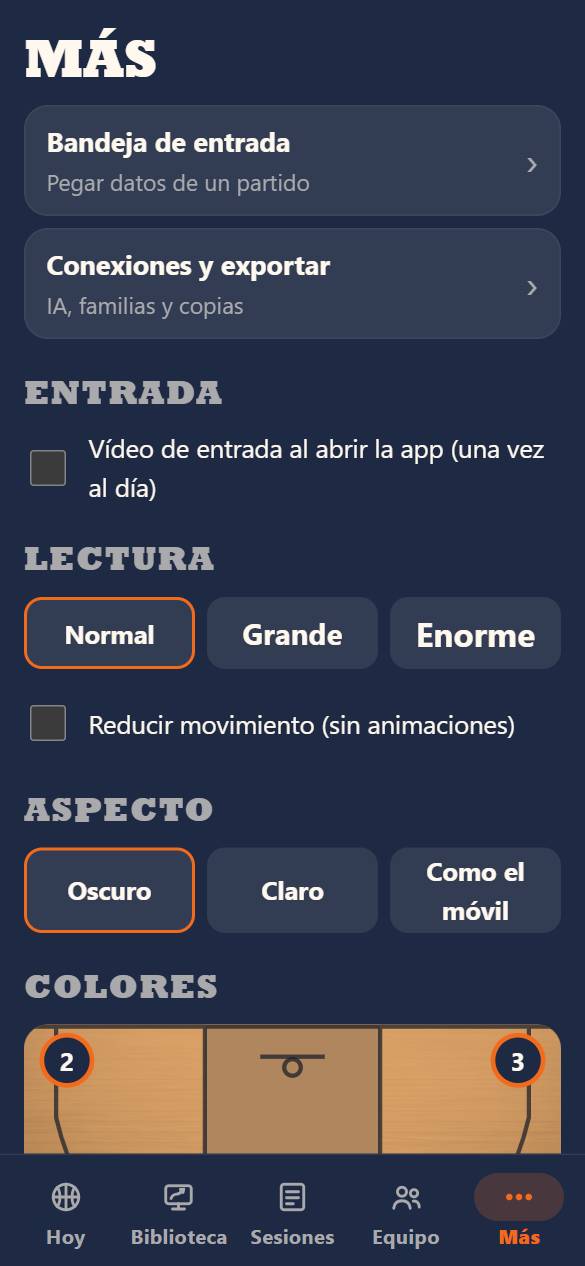 MÁS
Bandeja de entrada
Pegar datos de un partido
Conexiones y exportar
IA, familias y copias
ENTRADA
Vídeo de entrada al abrir la app (una vez
al día)
LECTURA
Normal
Grande
Enorme
Reducir movimiento (sin animaciones)
ASPECTO
Oscuro
Claro
Como el
móvil
COLORES
2
3
Hoy
Biblioteca
Sesiones
Equipo
Más